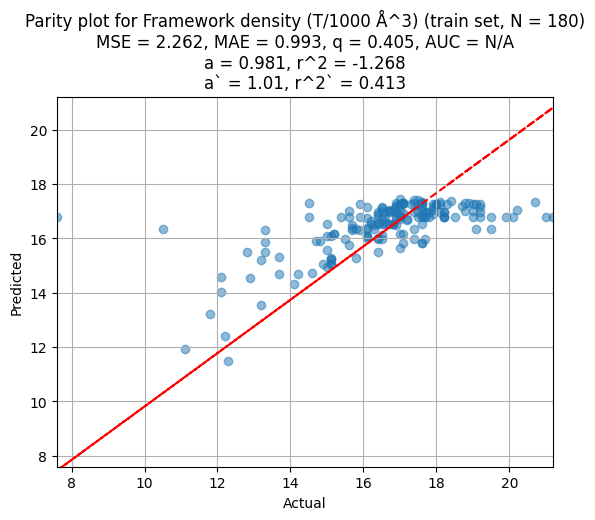 Parity plot for Framework density (T/1000 Å^3) (train set, N = 180)
MSE = 2.262, MAE = 0.993, q = 0.405, AUC = N/A
a = 0.981, r^2 = -1.268
a` = 1.01, r^2` = 0.413
20
18
16
14
12
10
8
Predicted
8 10 12 14 16 18 20
Actual